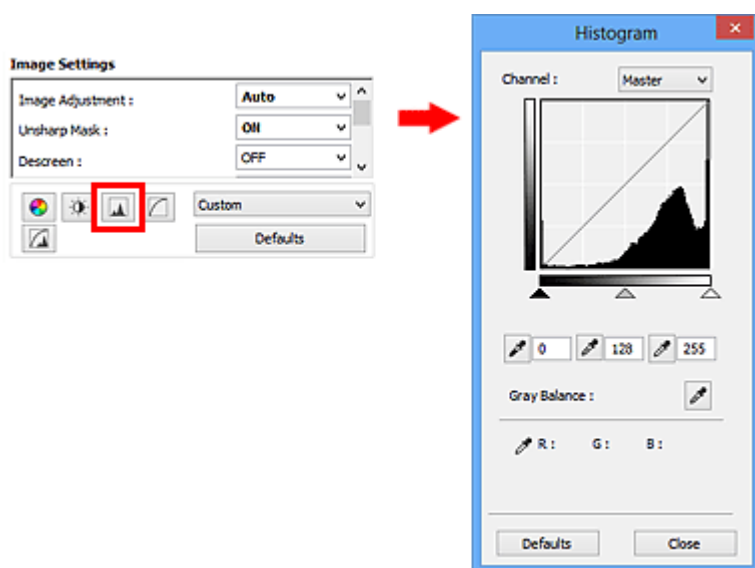 Image Settings
Image Adjustment : Auto
Unsharp Mask : ON
Descreen : OFF
Custom
Defaults
Histogram
Channel : Master
0 128 255
Gray Balance :
R : G : B :
Defaults Close